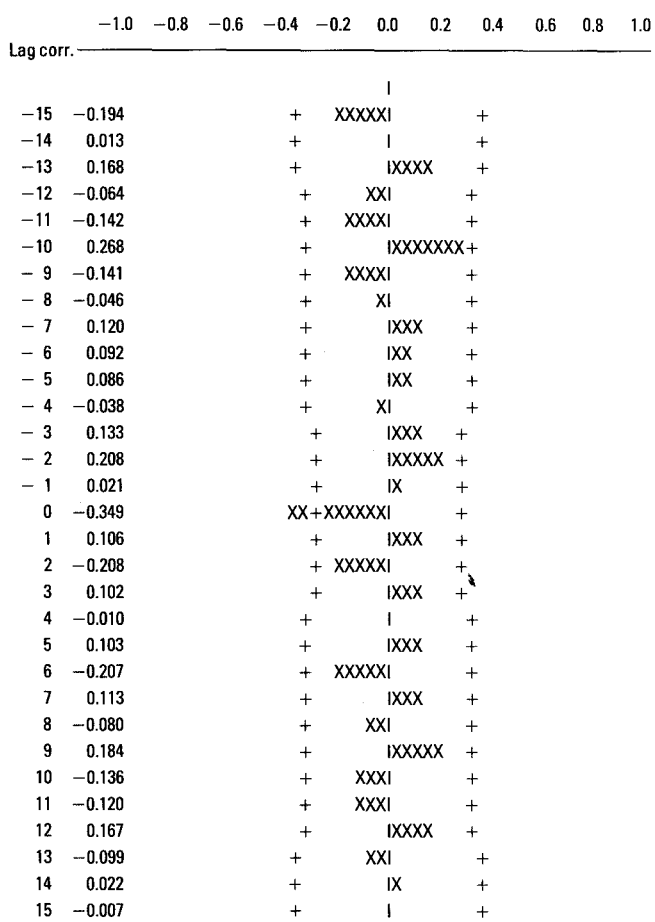 −1.0 −0.8 −0.6 −0.4 −0.2 0.0 0.2 0.4 0.6 0.8 1.0
Lag corr.
I
−15 −0.194 + XXXXXI +
−14 0.013 + I +
−13 0.168 + IXXXX +
−12 −0.064 + XXI +
−11 −0.142 + XXXXI +
−10 0.268 + IXXXXXXX+
− 9 −0.141 + XXXXI +
− 8 −0.046 + XI +
− 7 0.120 + IXXX +
− 6 0.092 + IXX +
− 5 0.086 + IXX +
− 4 −0.038 + XI +
− 3 0.133 + IXXX +
− 2 0.208 + IXXXXX +
− 1 0.021 + IX +
0 −0.349 XX+XXXXXXI +
1 0.106 + IXXX +
2 −0.208 + XXXXXI +
3 0.102 + IXXX +
4 −0.010 + I +
5 0.103 + IXXX +
6 −0.207 + XXXXXI +
7 0.113 + IXXX +
8 −0.080 + XXI +
9 0.184 + IXXXXX +
10 −0.136 + XXXI +
11 −0.120 + XXXI +
12 0.167 + IXXXX +
13 −0.099 + XXI +
14 0.022 + IX +
15 −0.007 + I +